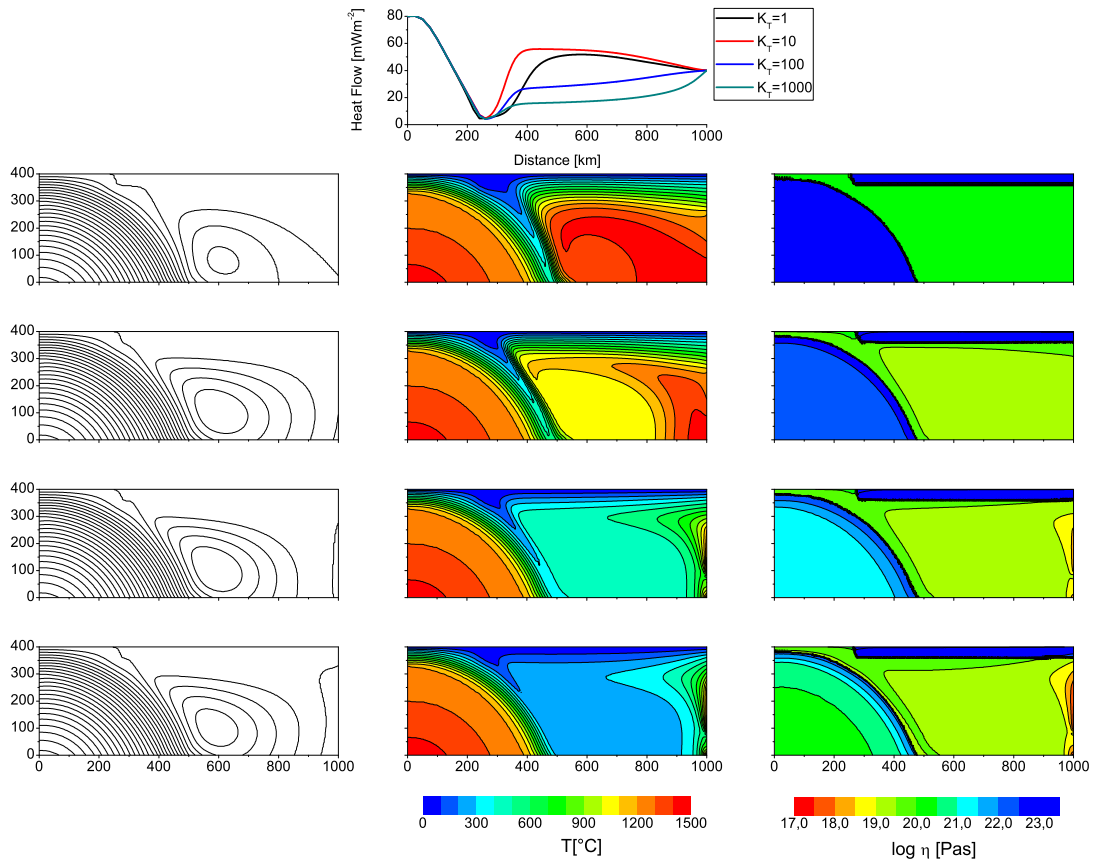 Heat Flow [mWm-2]
80
60
40
20
0
K_T=1
K_T=10
K_T=100
K_T=1000
0 200 400 600 800 1000
Distance [km]
400
300
200
100
0
400
300
200
100
0
400
300
200
100
0
400
300
200
100
0
0 200 400 600 800 1000
0 200 400 600 800 1000
0 200 400 600 800 1000
0 300 600 900 1200 1500
T[°C]
17,0 18,0 19,0 20,0 21,0 22,0 23,0
log η [Pas]